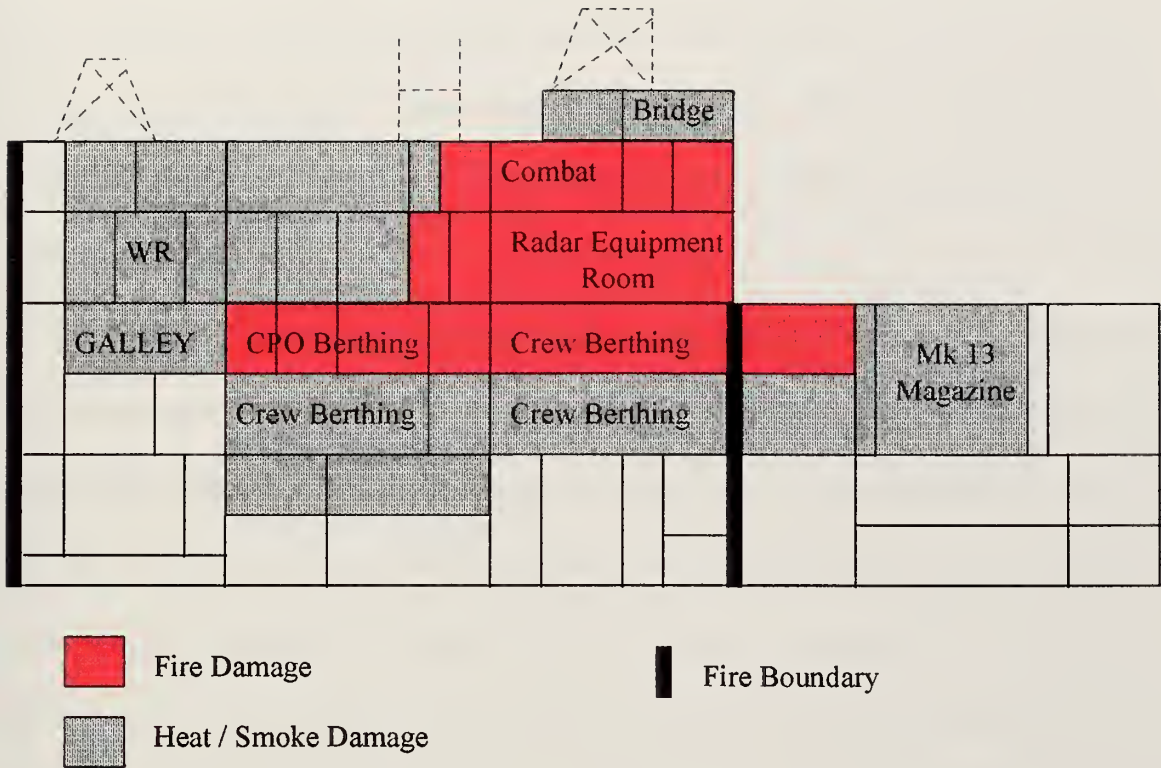 Bridge
Combat
WR
Radar Equipment
Room
GALLEY
CPO Berthing
Crew Berthing
Mk 13
Magazine
Crew Berthing
Crew Berthing
Fire Damage
Fire Boundary
Heat / Smoke Damage